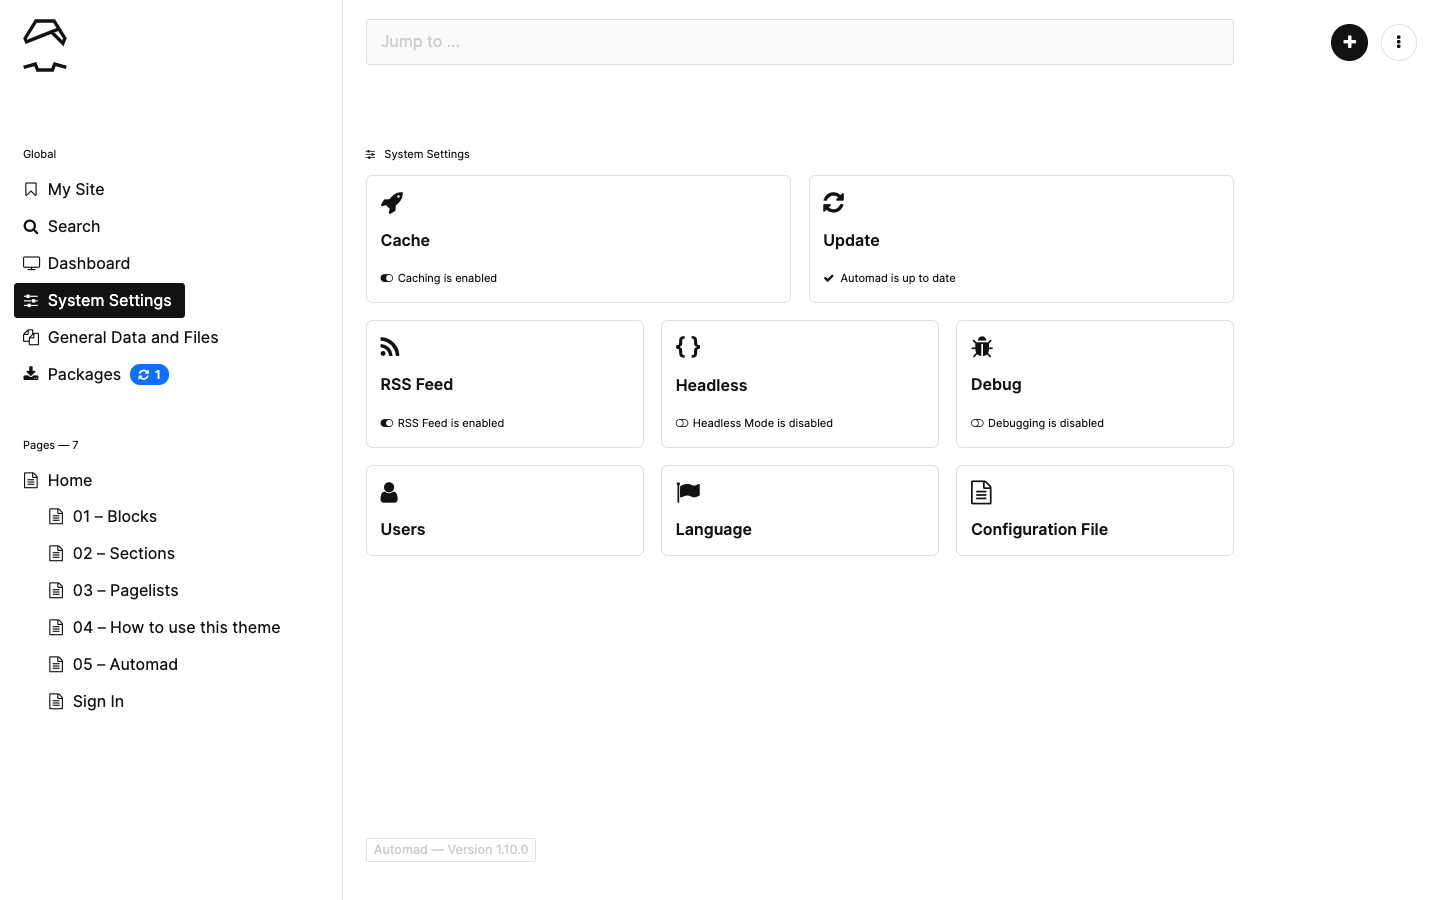 Jump to ...
Global
My Site
Search
Dashboard
System Settings
General Data and Files
Packages 1
Pages — 7
Home
01 – Blocks
02 – Sections
03 – Pagelists
04 – How to use this theme
05 – Automad
Sign In
System Settings
Cache
Caching is enabled
Update
Automad is up to date
RSS Feed
RSS Feed is enabled
Headless
Headless Mode is disabled
Debug
Debugging is disabled
Users
Language
Configuration File
Automad — Version 1.10.0